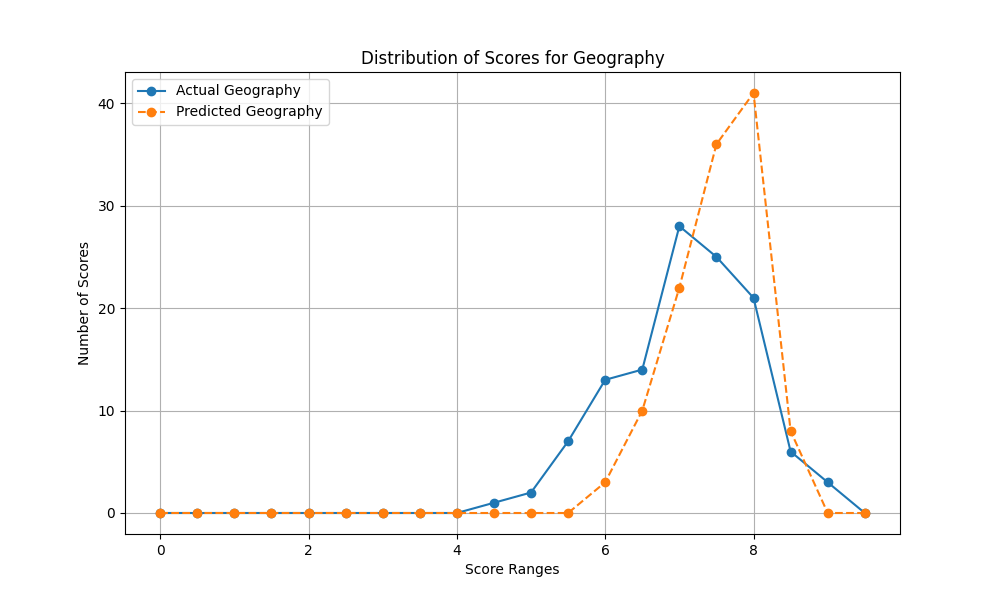 Distribution of Scores for Geography
Actual Geography
Predicted Geography
Number of Scores
40
30
20
10
0
0 2 4 6 8
Score Ranges